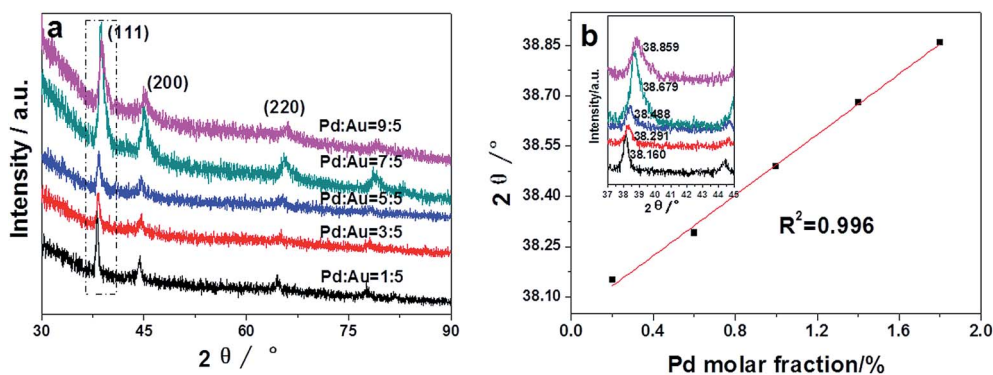 a
(111)
(200)
(220)
Pd:Au=9:5
Pd:Au=7:5
Pd:Au=5:5
Pd:Au=3:5
Pd:Au=1:5
Intensity / a.u.
30 45 60 75 90
2 θ / °
b
38.859
38.679
38.488
38.291
38.160
Intensity/a.u.
37 38 39 40 41 42 43 44 45
2 θ / °
R²=0.996
2 θ / °
38.85
38.70
38.55
38.40
38.25
38.10
0.0 0.4 0.8 1.2 1.6 2.0
Pd molar fraction/%